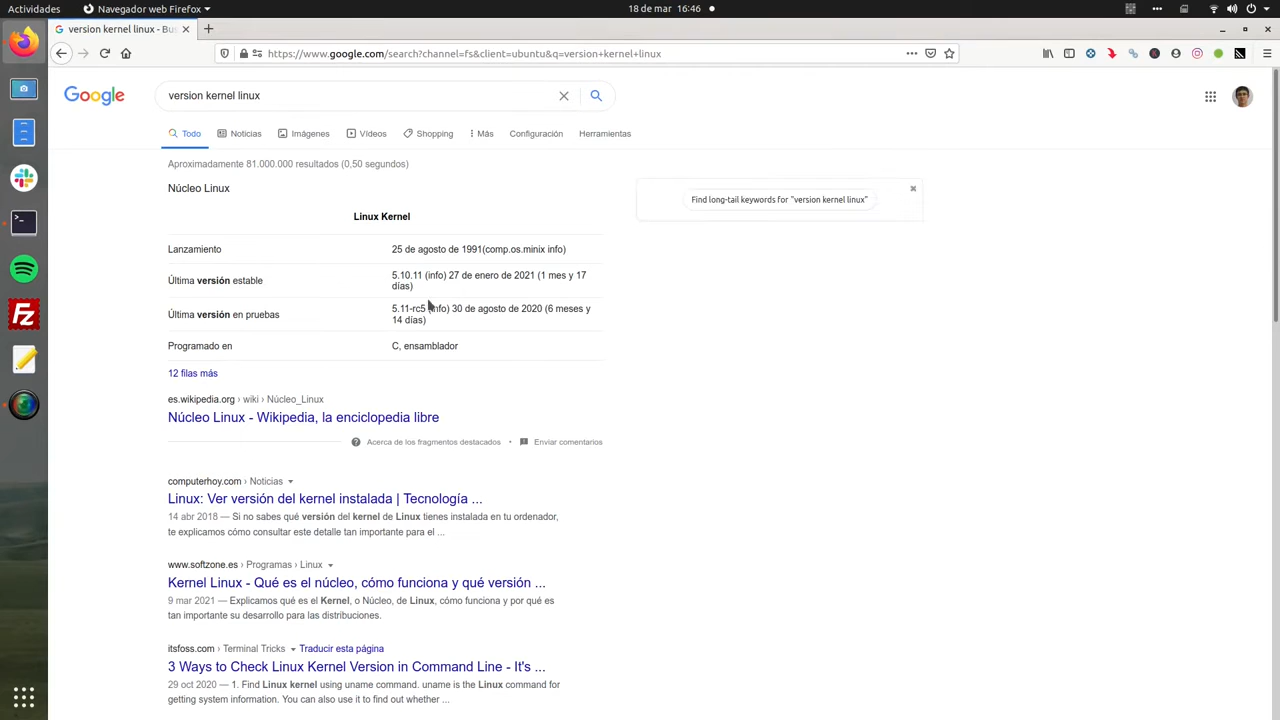 Actividades
Navegador web Firefox
18 de mar 16:46
version kernel linux - Bus
https://www.google.com/search?channel=fs&client=ubuntu&q=version+kernel+linux
Google
version kernel linux
Todo
Noticias
Imágenes
Vídeos
Shopping
Más
Configuración
Herramientas
Aproximadamente 81.000.000 resultados (0,50 segundos)
Núcleo Linux
Find long-tail keywords for "version kernel linux"
Linux Kernel
Lanzamiento
25 de agosto de 1991(comp.os.minix info)
Última versión estable
5.10.11 (info) 27 de enero de 2021 (1 mes y 17
días)
Última versión en pruebas
5.11-rc5 (info) 30 de agosto de 2020 (6 meses y
14 días)
Programado en
C, ensamblador
12 filas más
es.wikipedia.org › wiki › Núcleo_Linux
Núcleo Linux - Wikipedia, la enciclopedia libre
Acerca de los fragmentos destacados • Enviar comentarios
computerhoy.com › Noticias
Linux: Ver versión del kernel instalada | Tecnología ...
14 abr 2018 — Si no sabes qué versión del kernel de Linux tienes instalada en tu ordenador,
te explicamos cómo consultar este detalle tan importante para el ...
www.softzone.es › Programas › Linux
Kernel Linux - Qué es el núcleo, cómo funciona y qué versión ...
9 mar 2021 — Explicamos qué es el Kernel, o Núcleo, de Linux, cómo funciona y por qué es
tan importante su desarrollo para las distribuciones.
itsfoss.com › Terminal Tricks Traducir esta página
3 Ways to Check Linux Kernel Version in Command Line - It's ...
29 oct 2020 — 1. Find Linux kernel using uname command. uname is the Linux command for
getting system information. You can also use it to find out whether ...